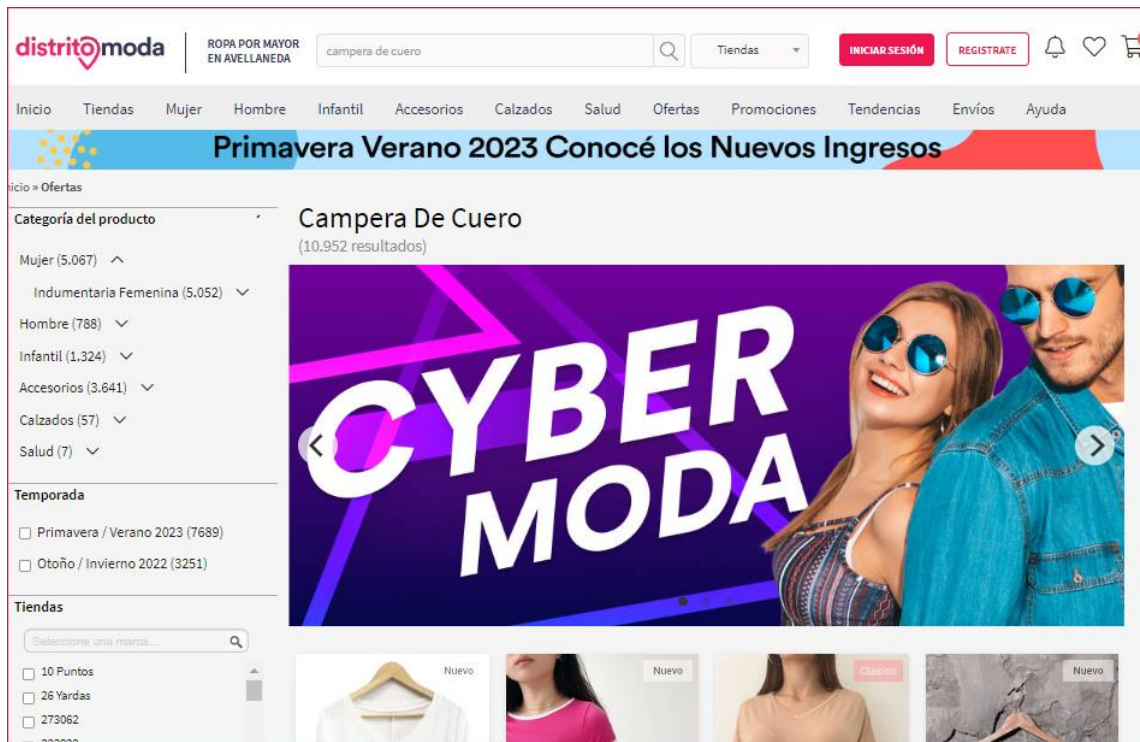 distritomoda
ROPA POR MAYOR
EN AVELLANEDA
campera de cuero
Tiendas
INICIAR SESIÓN
REGISTRATE
Inicio Tiendas Mujer Hombre Infantil Accesorios Calzados Salud Ofertas Promociones Tendencias Envíos Ayuda
Primavera Verano 2023 Conocé los Nuevos Ingresos
nicio » Ofertas
Categoría del producto
Mujer (5.067)
Indumentaria Femenina (5.052)
Hombre (788)
Infantil (1.324)
Accesorios (3.641)
Calzados (57)
Salud (7)
Temporada
Primavera / Verano 2023 (7689)
Otoño / Invierno 2022 (3251)
Tiendas
Seleccione una marca...
10 Puntos
26 Yardas
273062
Campera De Cuero
(10.952 resultados)
CYBER
MODA
Nuevo
Nuevo
Clásico
Nuevo